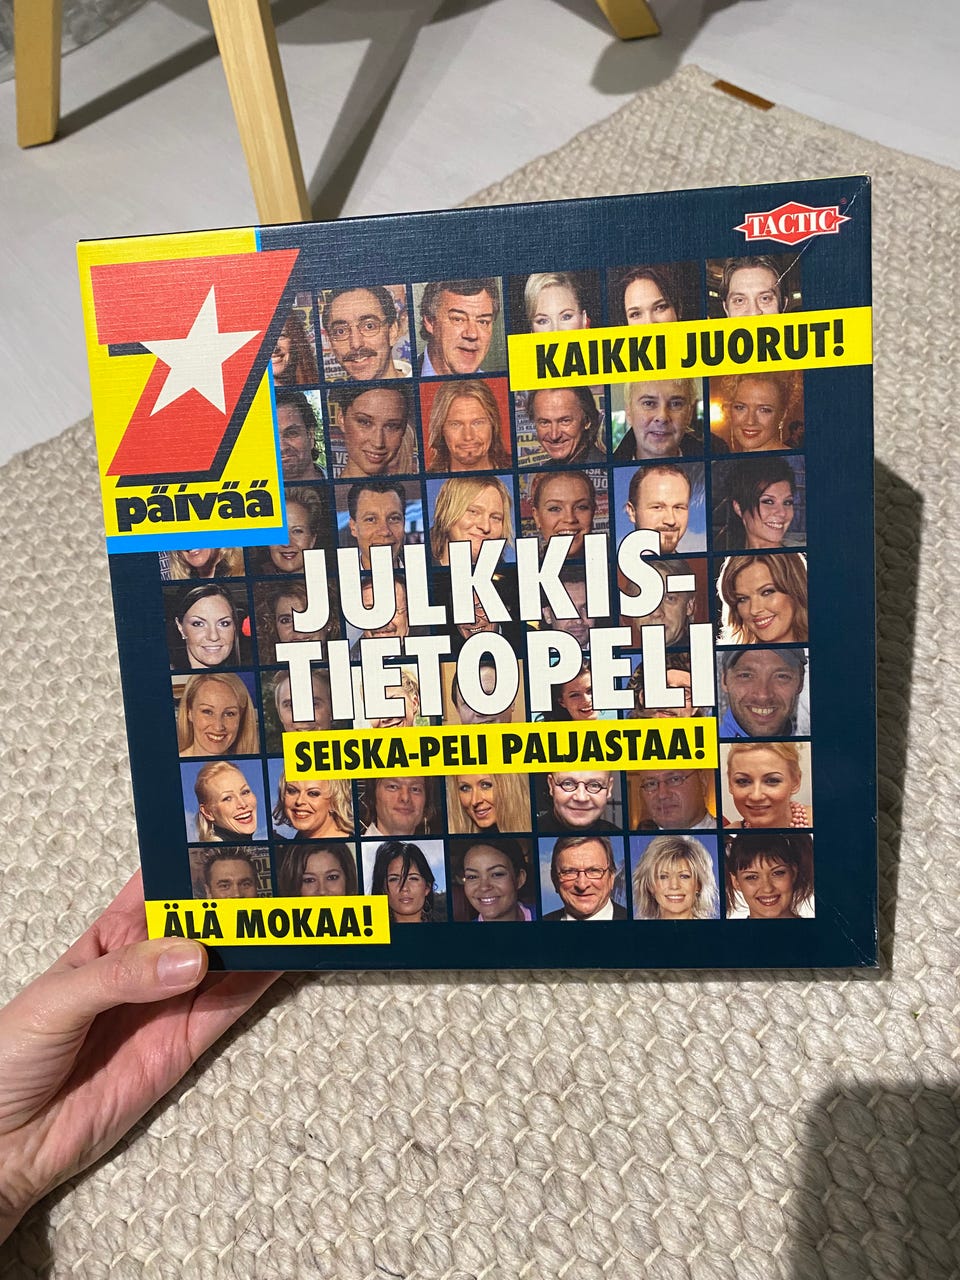 TACTIC
7
päivää
KAIKKI JUORUT!
JULKKIS-
TIETOPELI
SEISKA-PELI PALJASTAA!
ÄLÄ MOKAA!